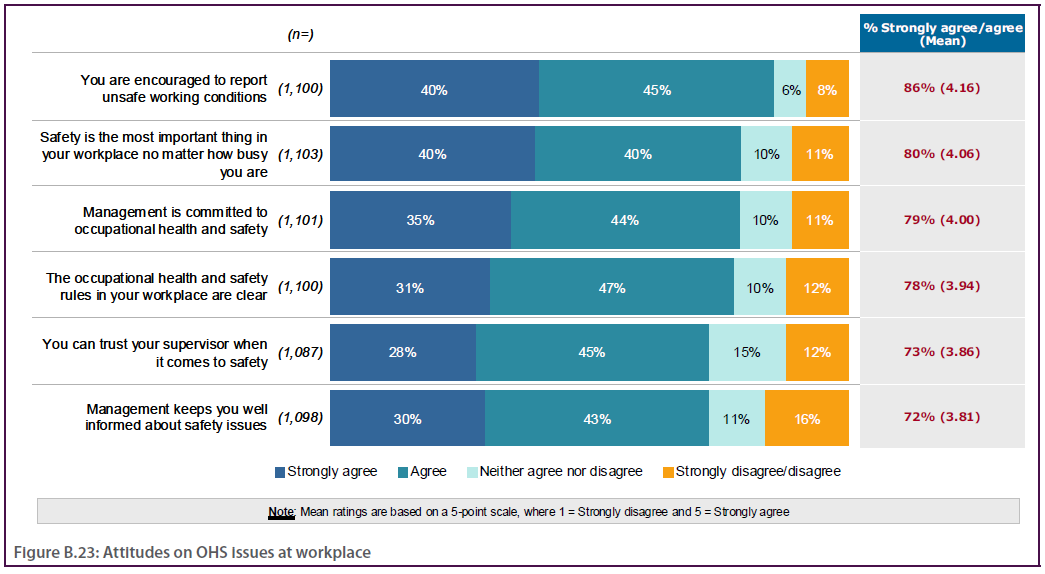 (n=)
% Strongly agree/agree
(Mean)
You are encouraged to report
unsafe working conditions
(1,100)
40%
45%
6%
8%
86% (4.16)
Safety is the most important thing in
your workplace no matter how busy
you are
(1,103)
40%
40%
10%
11%
80% (4.06)
Management is committed to
occupational health and safety
(1,101)
35%
44%
10%
11%
79% (4.00)
The occupational health and safety
rules in your workplace are clear
(1,100)
31%
47%
10%
12%
78% (3.94)
You can trust your supervisor when
it comes to safety
(1,087)
28%
45%
15%
12%
73% (3.86)
Management keeps you well
informed about safety issues
(1,098)
30%
43%
11%
16%
72% (3.81)
Strongly agree Agree Neither agree nor disagree Strongly disagree/disagree
Note: Mean ratings are based on a 5-point scale, where 1 = Strongly disagree and 5 = Strongly agree
Figure B.23: Attitudes on OHS issues at workplace